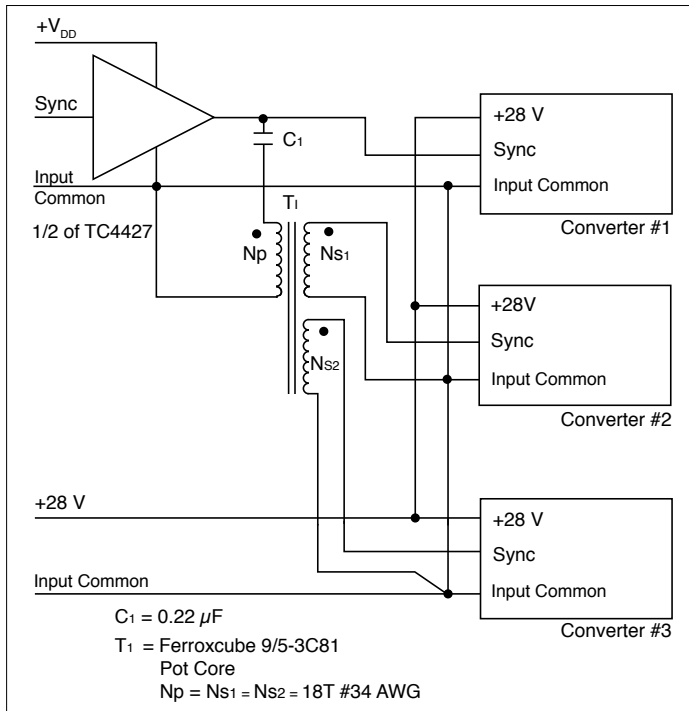 +VDD
Sync
Input
Common
1/2 of TC4427
C1
TI
Np
Ns1
NS2
+28 V
Sync
Input Common
Converter #1
+28V
Sync
Input Common
Converter #2
+28 V
Input Common
+28 V
Sync
Input Common
Converter #3
C1 = 0.22 µF
T1 = Ferroxcube 9/5-3C81
Pot Core
Np = Ns1 = Ns2 = 18T #34 AWG